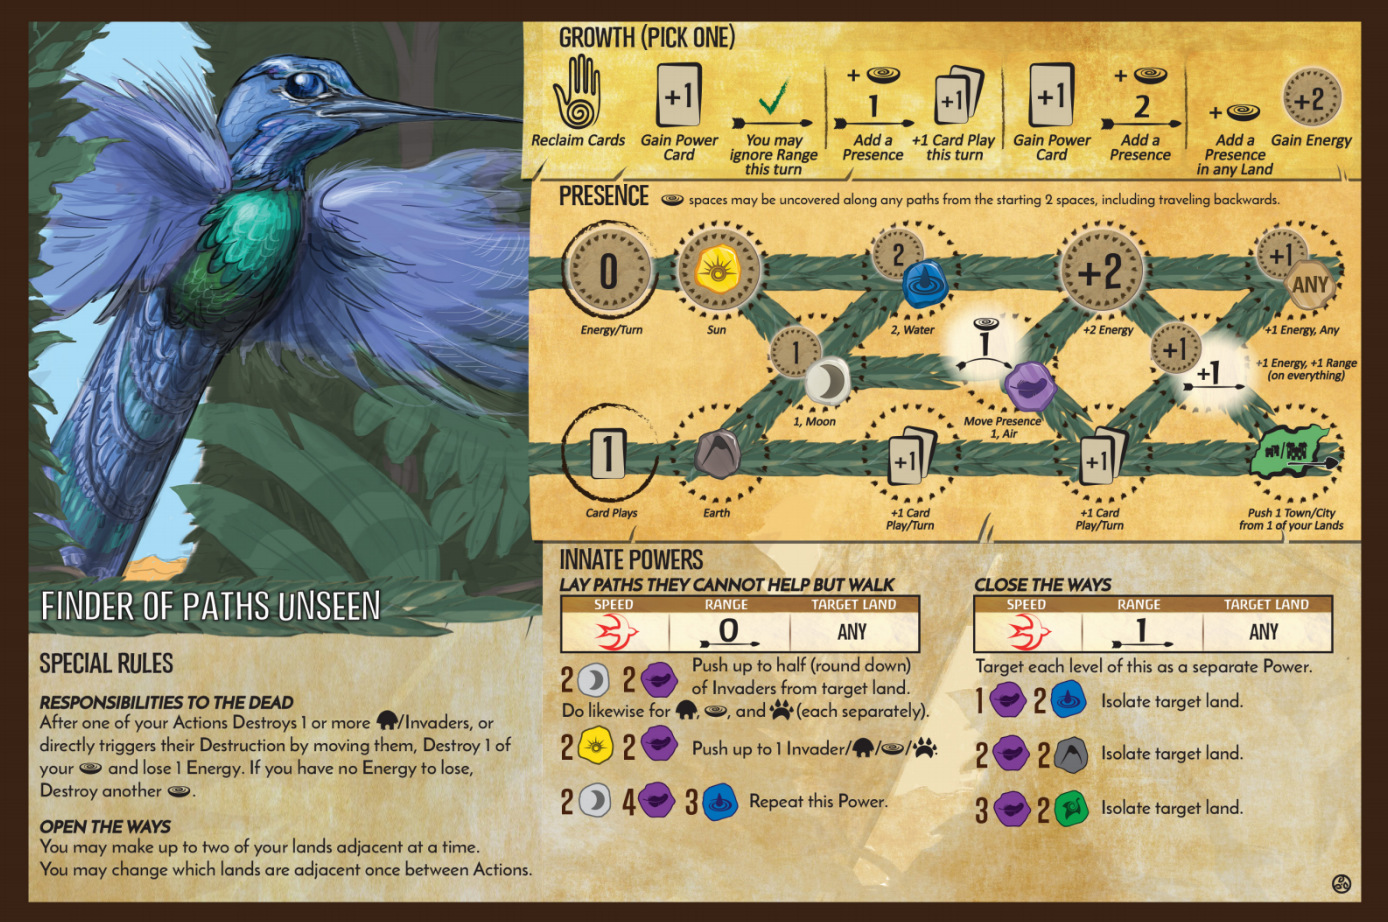 GROWTH (PICK ONE)
+1
+
1
+1
+1
+
2
+
+2
Reclaim Cards
Gain Power
Card
You may
ignore Range
this turn
Add a
Presence
+1 Card Play
this turn
Gain Power
Card
Add a
Presence
Add a
Presence
in any Land
Gain Energy
PRESENCE spaces may be uncovered along any paths from the starting 2 spaces, including traveling backwards.
0
2
+2
+1
ANY
Energy/Turn
Sun
2, Water
+2 Energy
+1 Energy, Any
1
1
+1
+1
+1 Energy, +1 Range
(on everything)
1, Moon
Move Presence
1, Air
1
+1
+1
Card Plays
Earth
+1 Card
Play/Turn
+1 Card
Play/Turn
Push 1 Town/City
from 1 of your Lands
INNATE POWERS
LAY PATHS THEY CANNOT HELP BUT WALK
SPEED RANGE TARGET LAND
0 ANY
2 2 Push up to half (round down)
of Invaders from target land.
Do likewise for , , and (each separately).
2 2 Push up to 1 Invader/ / / .
2 4 3 Repeat this Power.
CLOSE THE WAYS
SPEED RANGE TARGET LAND
1 ANY
Target each level of this as a separate Power.
1 2 Isolate target land.
2 2 Isolate target land.
3 2 Isolate target land.
FINDER OF PATHS UNSEEN
SPECIAL RULES
RESPONSIBILITIES TO THE DEAD
After one of your Actions Destroys 1 or more /Invaders, or
directly triggers their Destruction by moving them, Destroy 1 of
your and lose 1 Energy. If you have no Energy to lose,
Destroy another .
OPEN THE WAYS
You may make up to two of your lands adjacent at a time.
You may change which lands are adjacent once between Actions.